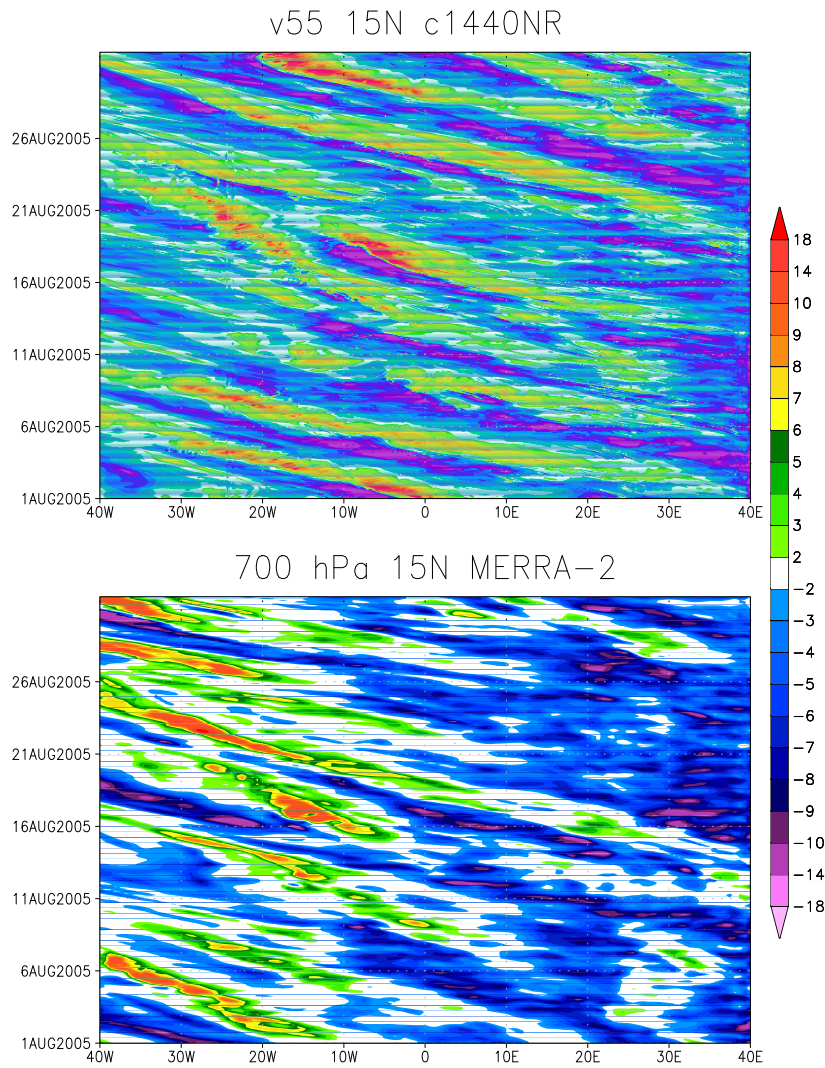 v55 15N c1440NR
26AUG2005
21AUG2005
16AUG2005
11AUG2005
6AUG2005
1AUG2005
40W 30W 20W 10W 0 10E 20E 30E 40E
18
14
10
9
8
7
6
5
4
3
2
-2
-3
-4
-5
-6
-7
-8
-9
-10
-14
-18
700 hPa 15N MERRA-2
26AUG2005
21AUG2005
16AUG2005
11AUG2005
6AUG2005
1AUG2005
40W 30W 20W 10W 0 10E 20E 30E 40E